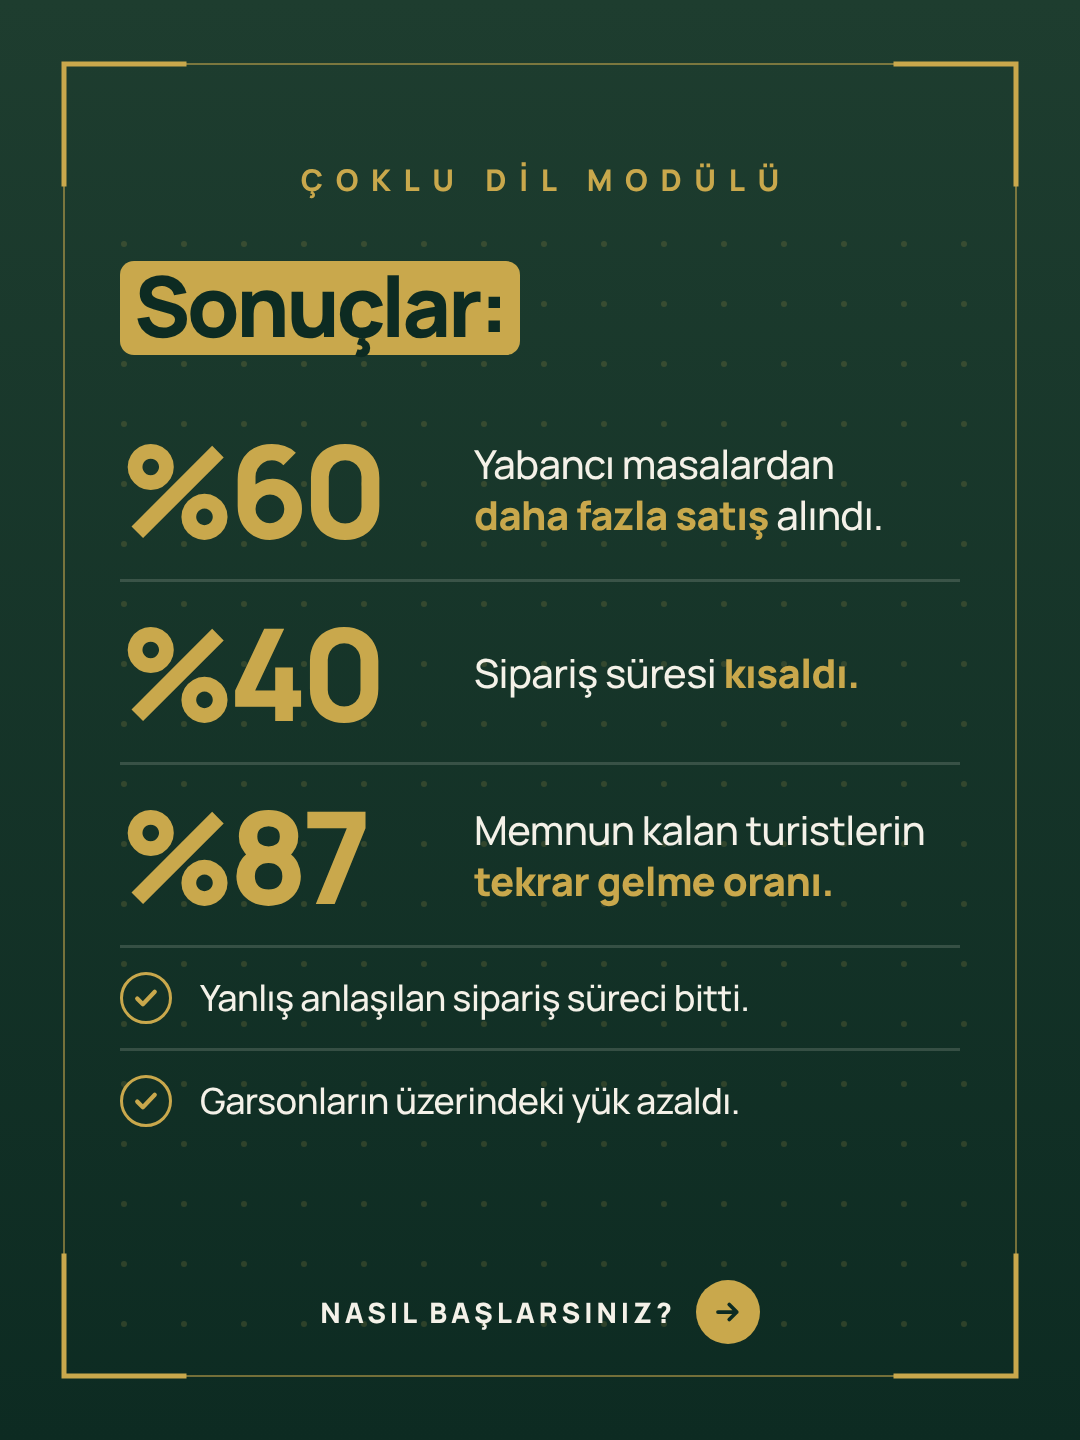 ÇOKLU DİL MODÜLÜ
Sonuçlar:
%60
Yabancı masalardan
daha fazla satış alındı.
%40
Sipariş süresi kısaldı.
%87
Memnun kalan turistlerin
tekrar gelme oranı.
Yanlış anlaşılan sipariş süreci bitti.
Garsonların üzerindeki yük azaldı.
NASIL BAŞLARSINIZ?